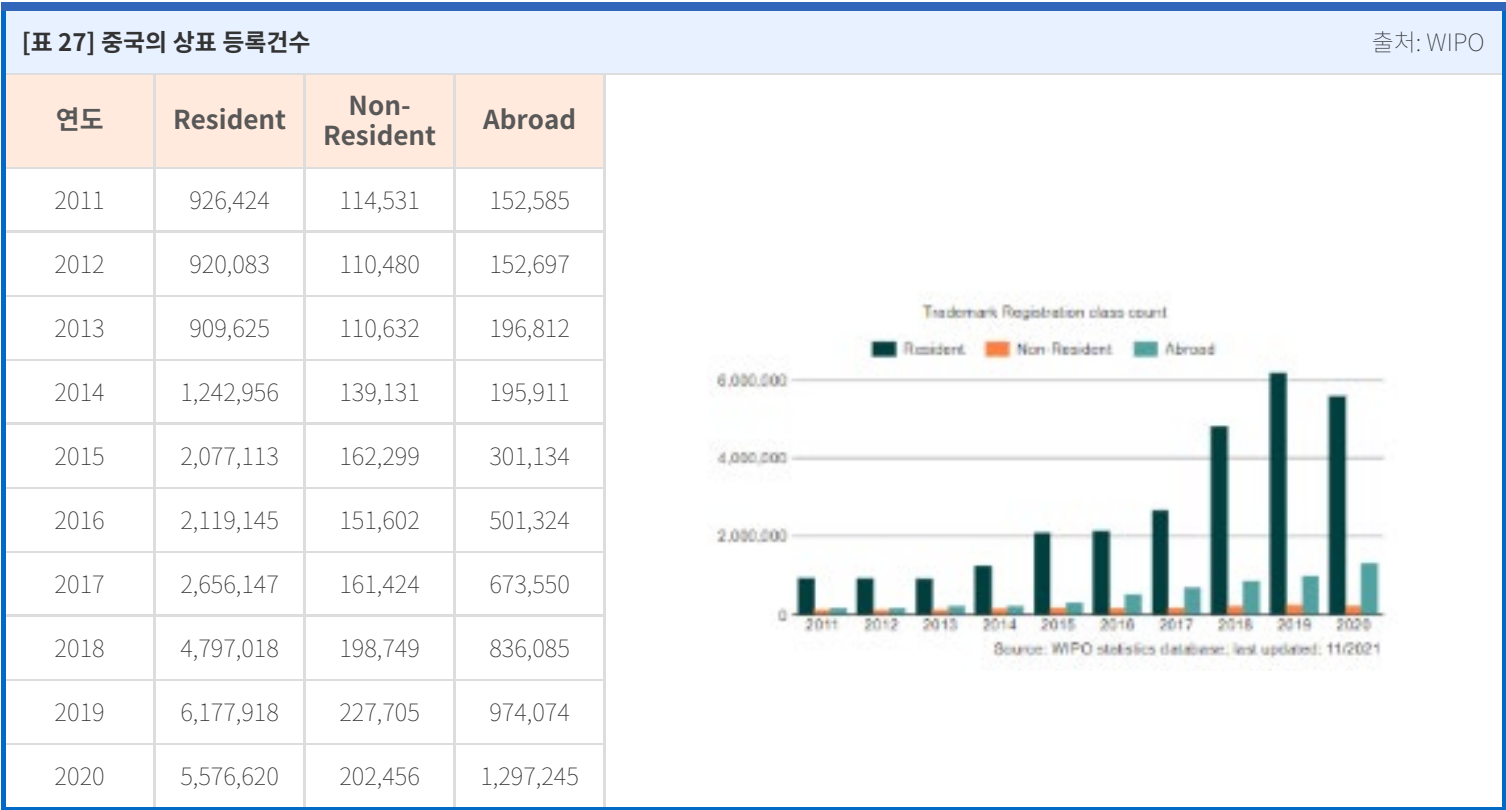 [표 27] 중국의 상표 등록건수 출처: WIPO
연도 Resident Non-Resident Abroad
2011 926,424 114,531 152,585
2012 920,083 110,480 152,697
2013 909,625 110,632 196,812
2014 1,242,956 139,131 195,911
2015 2,077,113 162,299 301,134
2016 2,119,145 151,602 501,324
2017 2,656,147 161,424 673,550
2018 4,797,018 198,749 836,085
2019 6,177,918 227,705 974,074
2020 5,576,620 202,456 1,297,245
Trademark Registration class count
Resident Non-Resident Abroad
6,000,000
4,000,000
2,000,000
0
2011 2012 2013 2014 2015 2016 2017 2018 2019 2020
Source: WIPO statistics database; last updated: 11/2021